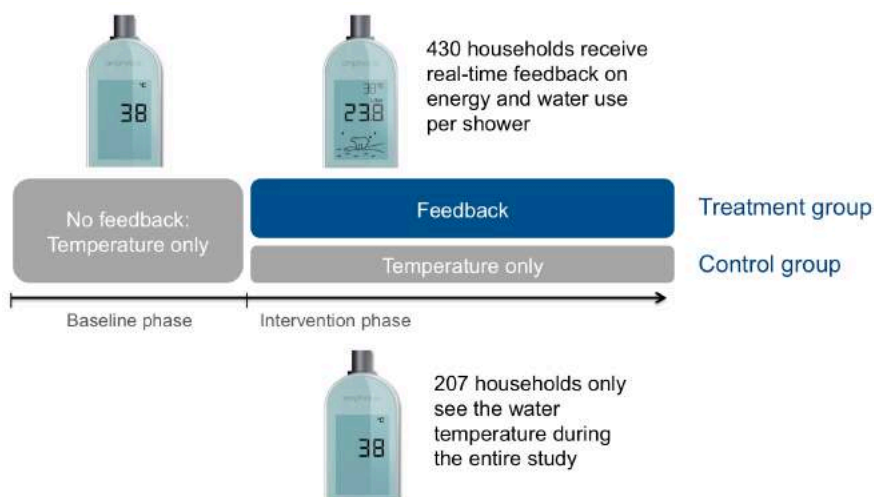 °C
38
38 °C
23.8
430 households receive
real-time feedback on
energy and water use
per shower
No feedback:
Temperature only
Feedback
Treatment group
Temperature only
Control group
Baseline phase
Intervention phase
°C
38
207 households only
see the water
temperature during
the entire study